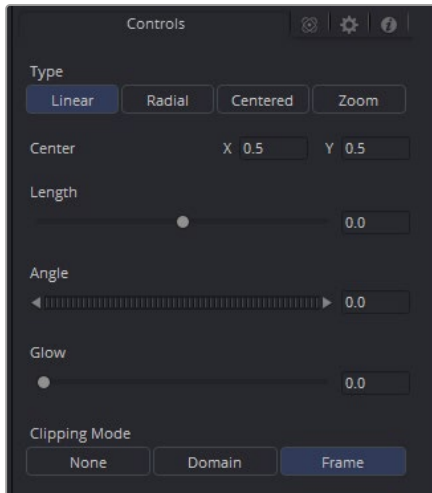 Controls
Type
Linear Radial Centered Zoom
Center X 0.5 Y 0.5
Length
0.0
Angle
0.0
Glow
0.0
Clipping Mode
None Domain Frame